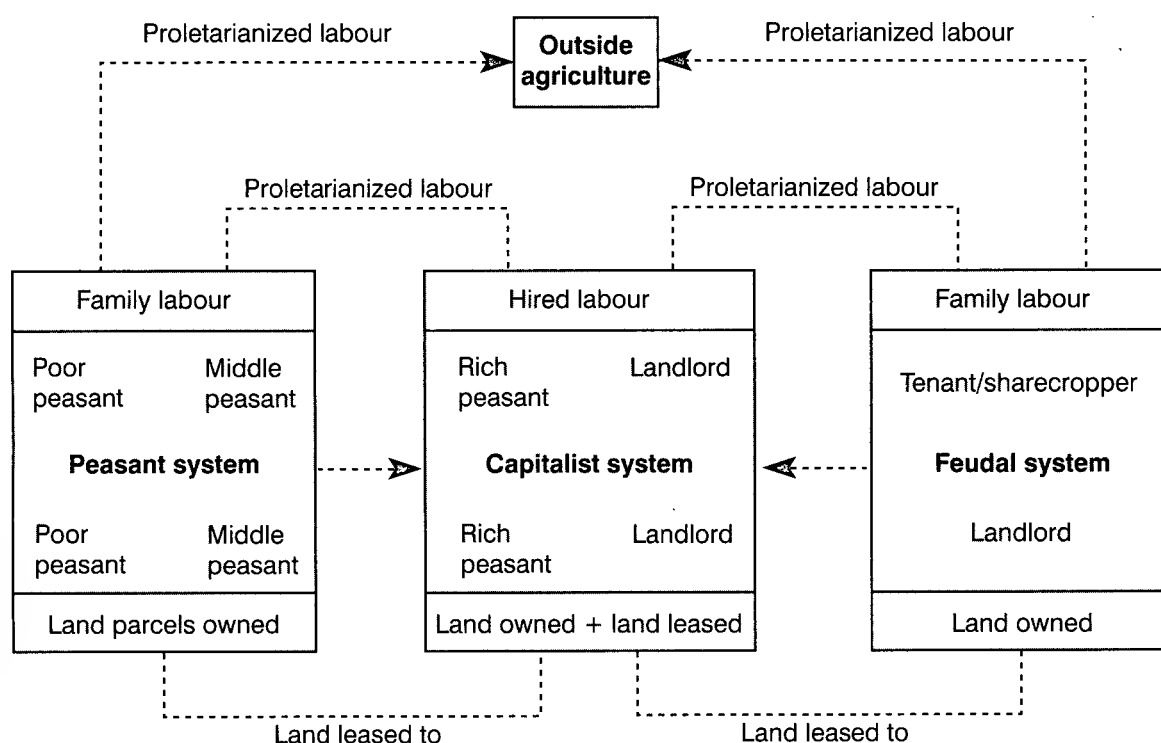 Proletarianized labour
Outside
agriculture
Proletarianized labour
Proletarianized labour
Proletarianized labour
Family labour
Poor
peasant
Middle
peasant
Peasant system
Poor
peasant
Middle
peasant
Land parcels owned
Hired labour
Rich
peasant
Landlord
Capitalist system
Rich
peasant
Landlord
Land owned + land leased
Family labour
Tenant/sharecropper
Feudal system
Landlord
Land owned
Land leased to
Land leased to